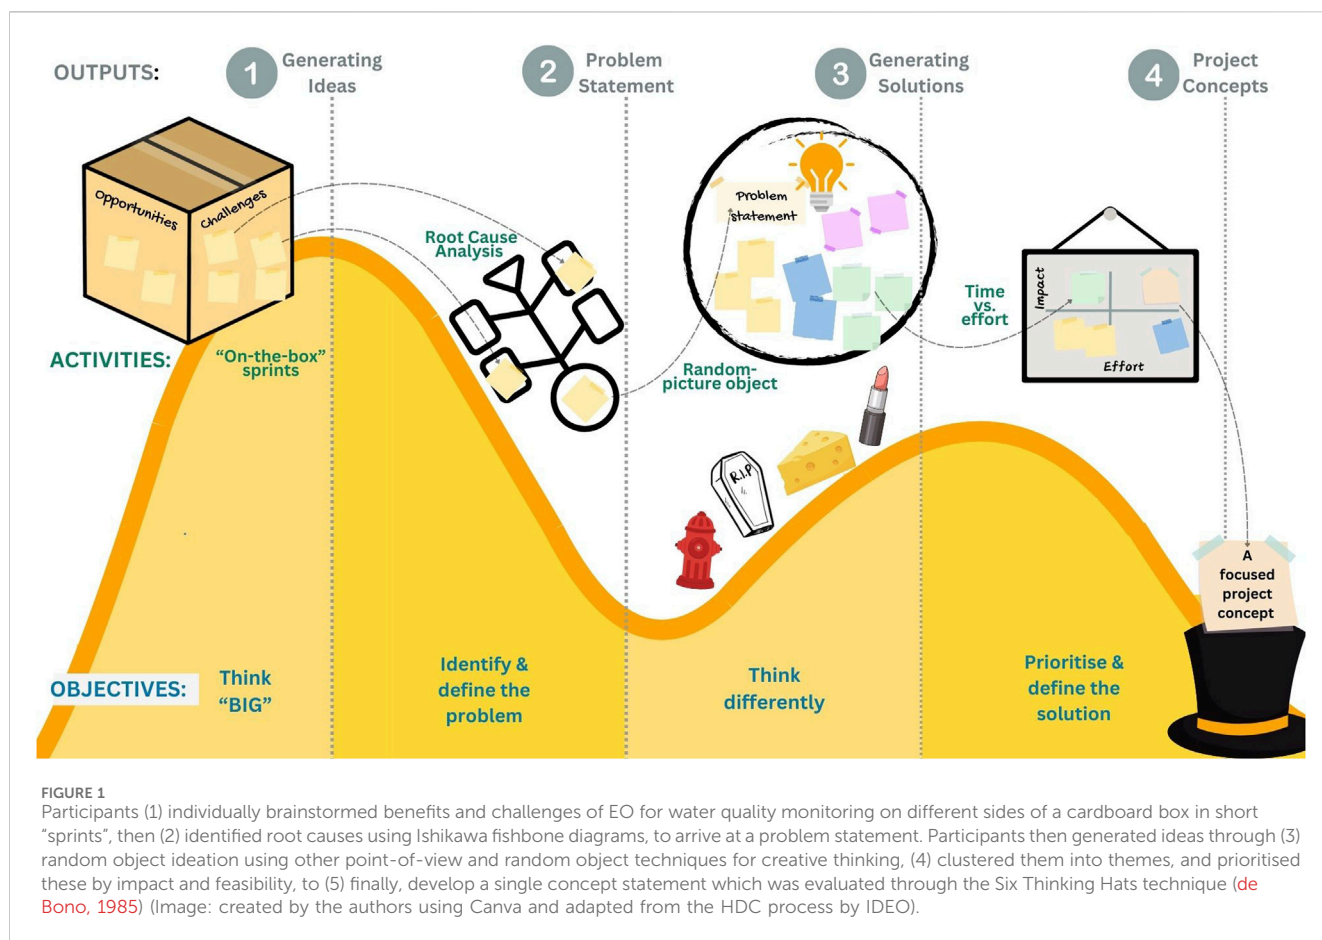 OUTPUTS:
1
Generating
Ideas
2
Problem
Statement
3
Generating
Solutions
4
Project
Concepts
Opportunities
Challenges
Root Cause
Analysis
Problem
statement
Time
vs.
effort
Impact
Effort
ACTIVITIES:
“On-the-box”
sprints
Random-
picture object
R.I.P
A
focused
project
concept
OBJECTIVES:
Think
“BIG”
Identify &
define the
problem
Think
differently
Prioritise &
define the
solution
FIGURE 1
Participants (1) individually brainstormed benefits and challenges of EO for water quality monitoring on different sides of a cardboard box in short
“sprints”, then (2) identified root causes using Ishikawa fishbone diagrams, to arrive at a problem statement. Participants then generated ideas through (3)
random object ideation using other point-of-view and random object techniques for creative thinking, (4) clustered them into themes, and prioritised
these by impact and feasibility, to (5) finally, develop a single concept statement which was evaluated through the Six Thinking Hats technique (de
Bono, 1985) (Image: created by the authors using Canva and adapted from the HDC process by IDEO).